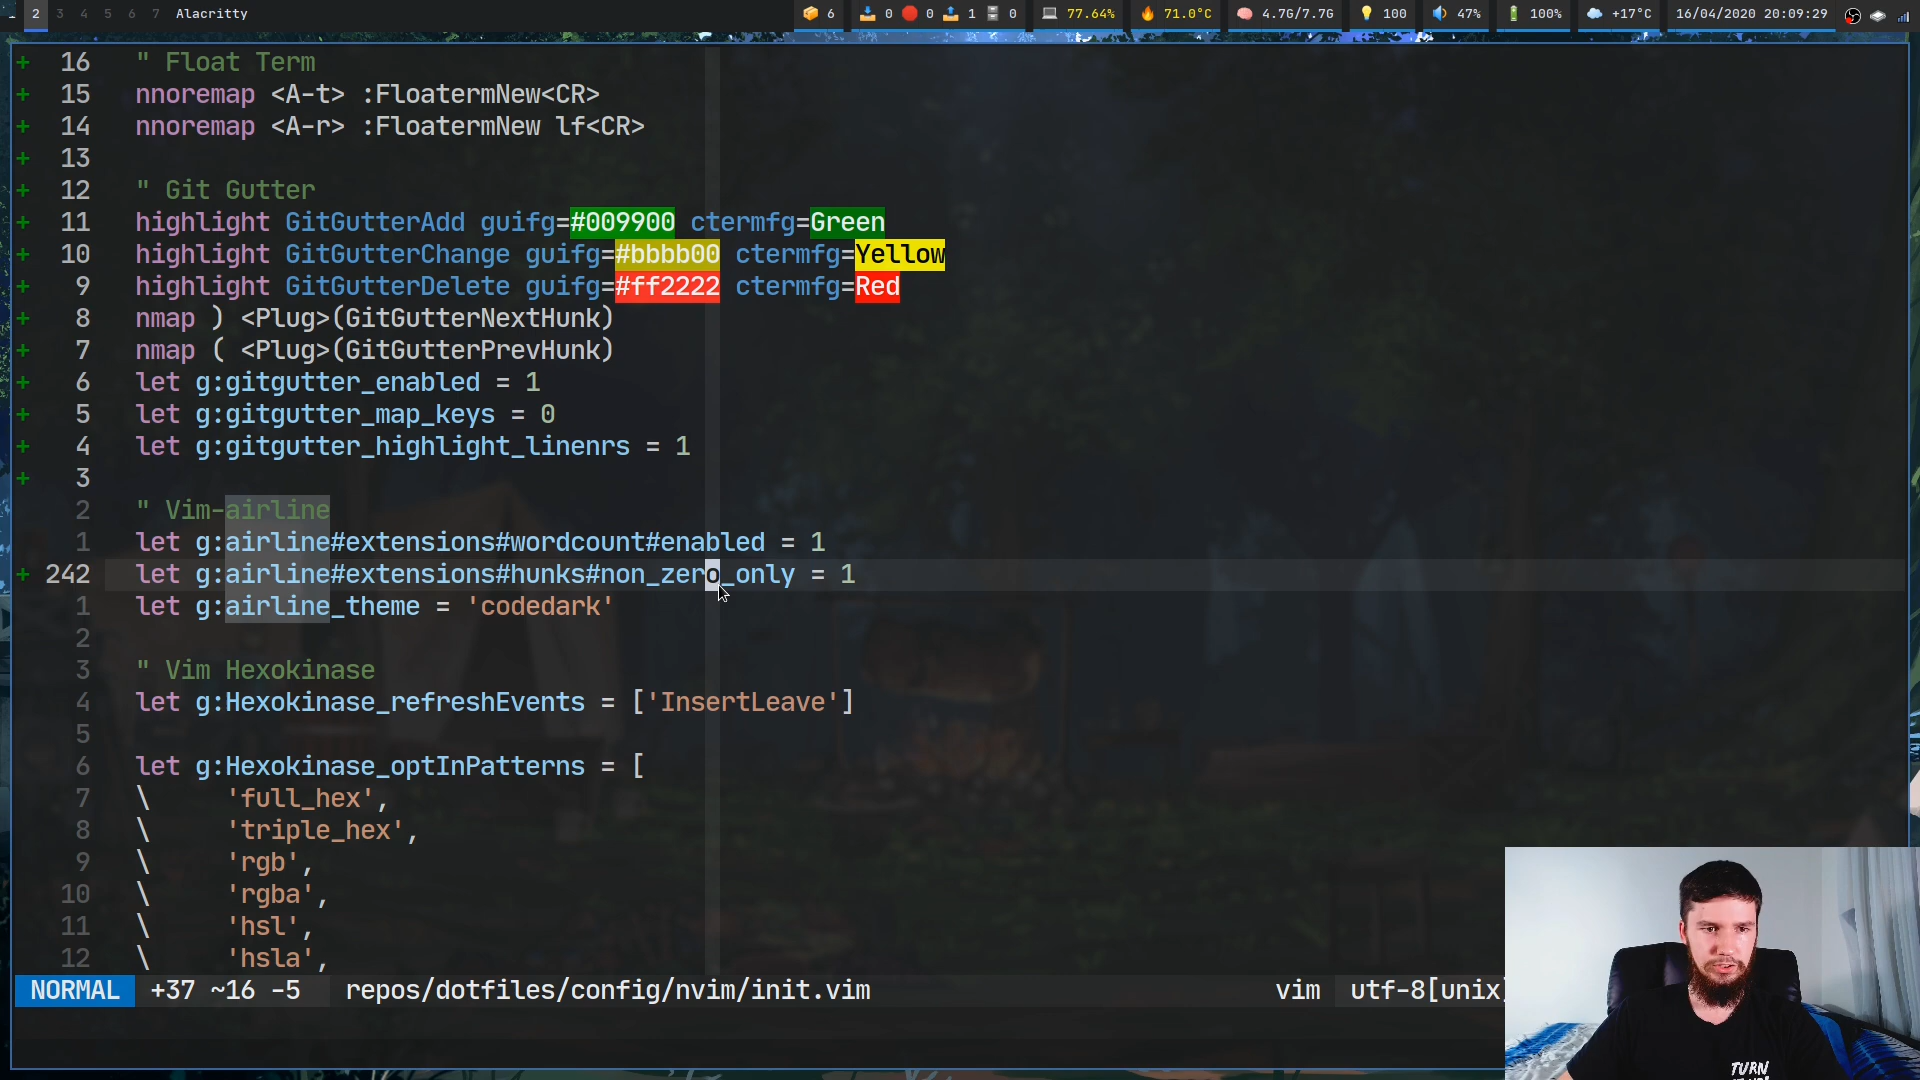 2 3 4 5 6 7 Alacritty 6 0 0 1 0 77.64% 71.0°C 4.7G/7.7G 100 47% 100% +17°C 16/04/2020 20:09:29
+ 16 " Float Term
+ 15 nnoremap <A-t> :FloatermNew<CR>
+ 14 nnoremap <A-r> :FloatermNew lf<CR>
+ 13
+ 12 " Git Gutter
+ 11 highlight GitGutterAdd guifg=#009900 ctermfg=Green
+ 10 highlight GitGutterChange guifg=#bbbb00 ctermfg=Yellow
+ 9 highlight GitGutterDelete guifg=#ff2222 ctermfg=Red
+ 8 nmap ) <Plug>(GitGutterNextHunk)
+ 7 nmap ( <Plug>(GitGutterPrevHunk)
+ 6 let g:gitgutter_enabled = 1
+ 5 let g:gitgutter_map_keys = 0
+ 4 let g:gitgutter_highlight_linenrs = 1
+ 3
2 " Vim-airline
1 let g:airline#extensions#wordcount#enabled = 1
+ 242 let g:airline#extensions#hunks#non_zero_only = 1
1 let g:airline_theme = 'codedark'
2
3 " Vim Hexokinase
4 let g:Hexokinase_refreshEvents = ['InsertLeave']
5
6 let g:Hexokinase_optInPatterns = [
7 \ 'full_hex',
8 \ 'triple_hex',
9 \ 'rgb',
10 \ 'rgba',
11 \ 'hsl',
12 \ 'hsla',
NORMAL +37 ~16 -5 repos/dotfiles/config/nvim/init.vim vim utf-8[unix]
TURN